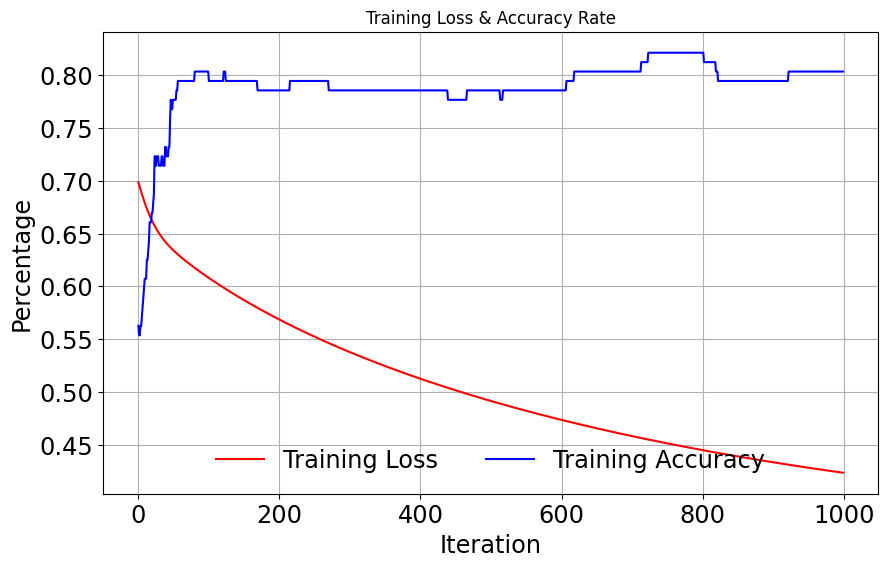 Training Loss & Accuracy Rate
Percentage
0.80
0.75
0.70
0.65
0.60
0.55
0.50
0.45
Training Loss Training Accuracy
0 200 400 600 800 1000
Iteration